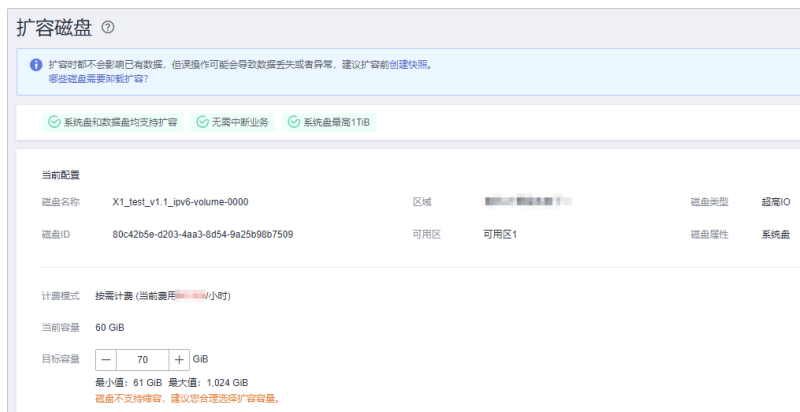 扩容磁盘
扩容时都不会影响已有数据，但误操作可能会导致数据丢失或者异常，建议扩容前创建快照。
哪些磁盘需要卸载扩容？
系统盘和数据盘均支持扩容 无需中断业务 系统盘最高1TiB
当前配置
磁盘名称 X1_test_v1.1_ipv6-volume-0000 区域 磁盘类型 超高IO
磁盘ID 80c42b5e-d203-4aa3-8d54-9a25b98b7509 可用区 可用区1 磁盘属性 系统盘
计费模式 按需计费 (当前费用 /小时)
当前容量 60 GiB
目标容量 － 70 ＋ GiB
最小值：61 GiB 最大值：1,024 GiB
磁盘不支持缩容，建议您合理选择扩容容量。